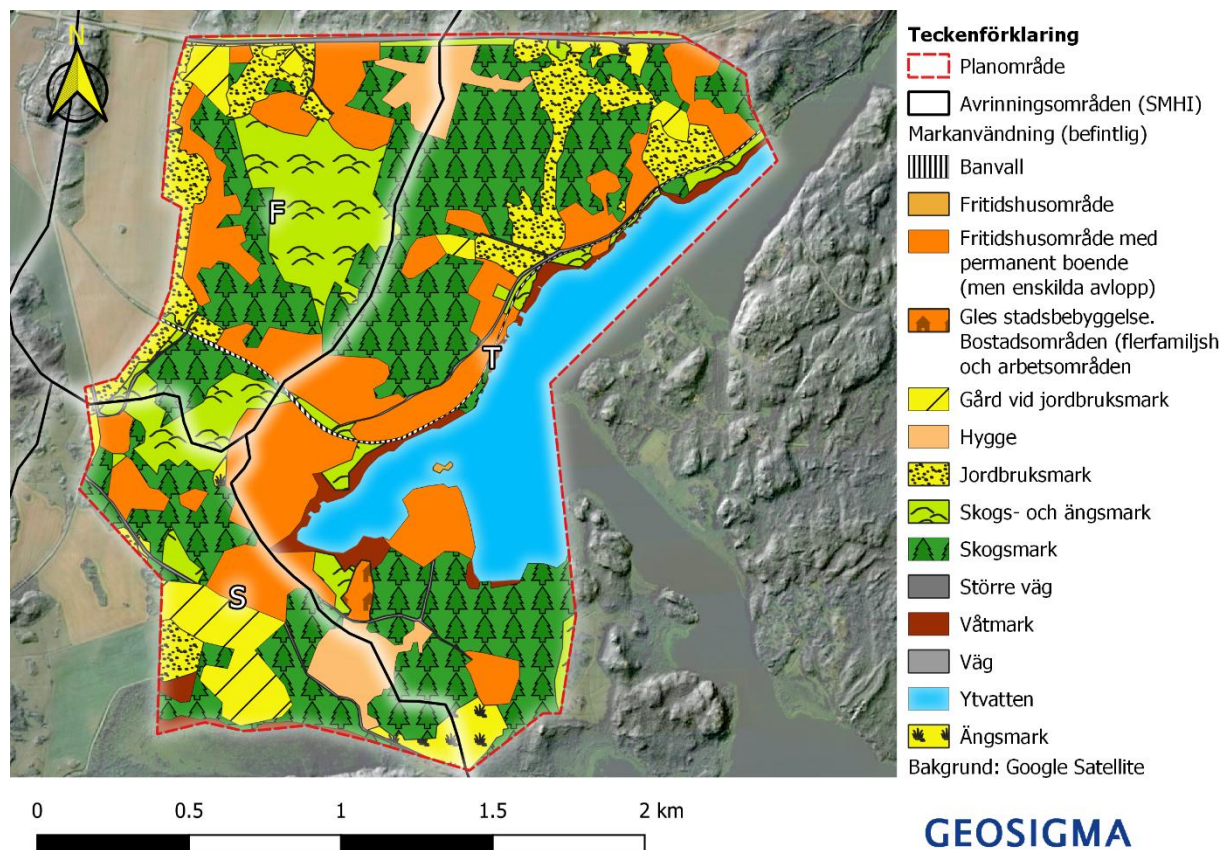 N
F
T
S
Teckenförklaring
Planområde
Avrinningsområden (SMHI)
Markanvändning (befintlig)
Banvall
Fritidshusområde
Fritidshusområde med
permanent boende
(men enskilda avlopp)
Gles stadsbebyggelse.
Bostadsområden (flerfamiljsh
och arbetsområden
Gård vid jordbruksmark
Hygge
Jordbruksmark
Skogs- och ängsmark
Skogsmark
Större väg
Våtmark
Väg
Ytvatten
Ängsmark
Bakgrund: Google Satellite
0 0.5 1 1.5 2 km
GEOSIGMA